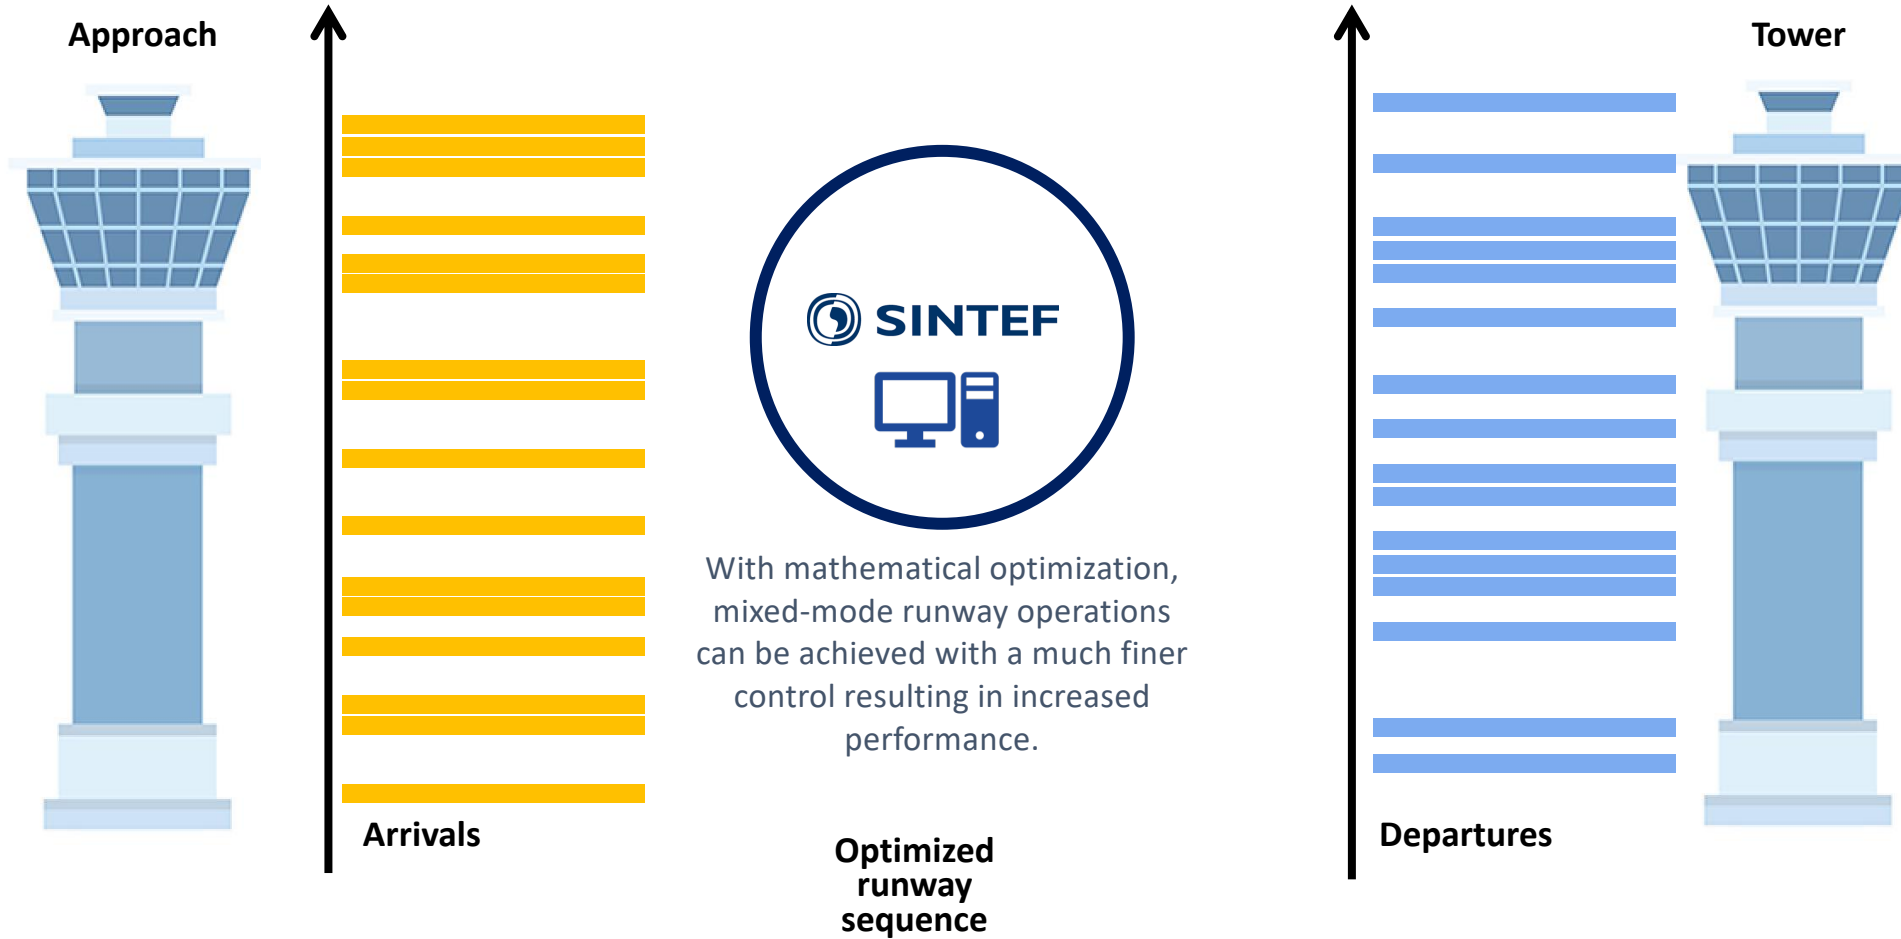 Approach
Tower
SINTEF
With mathematical optimization,
mixed-mode runway operations
can be achieved with a much finer
control resulting in increased
performance.
Arrivals
Departures
Optimized
runway
sequence